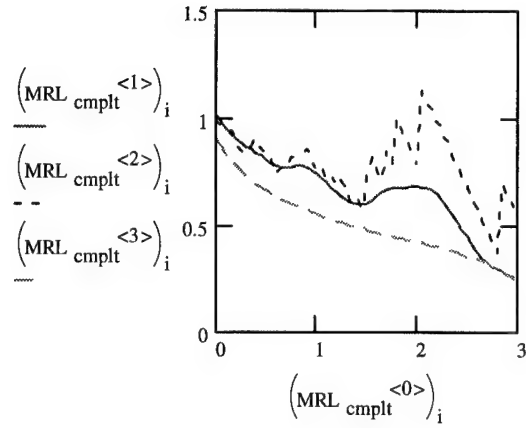 1.5
(MRL cmplt<1>)i
1
(MRL cmplt<2>)i
(MRL cmplt<3>)i
0.5
0
0 1 2 3
(MRL cmplt<0>)i